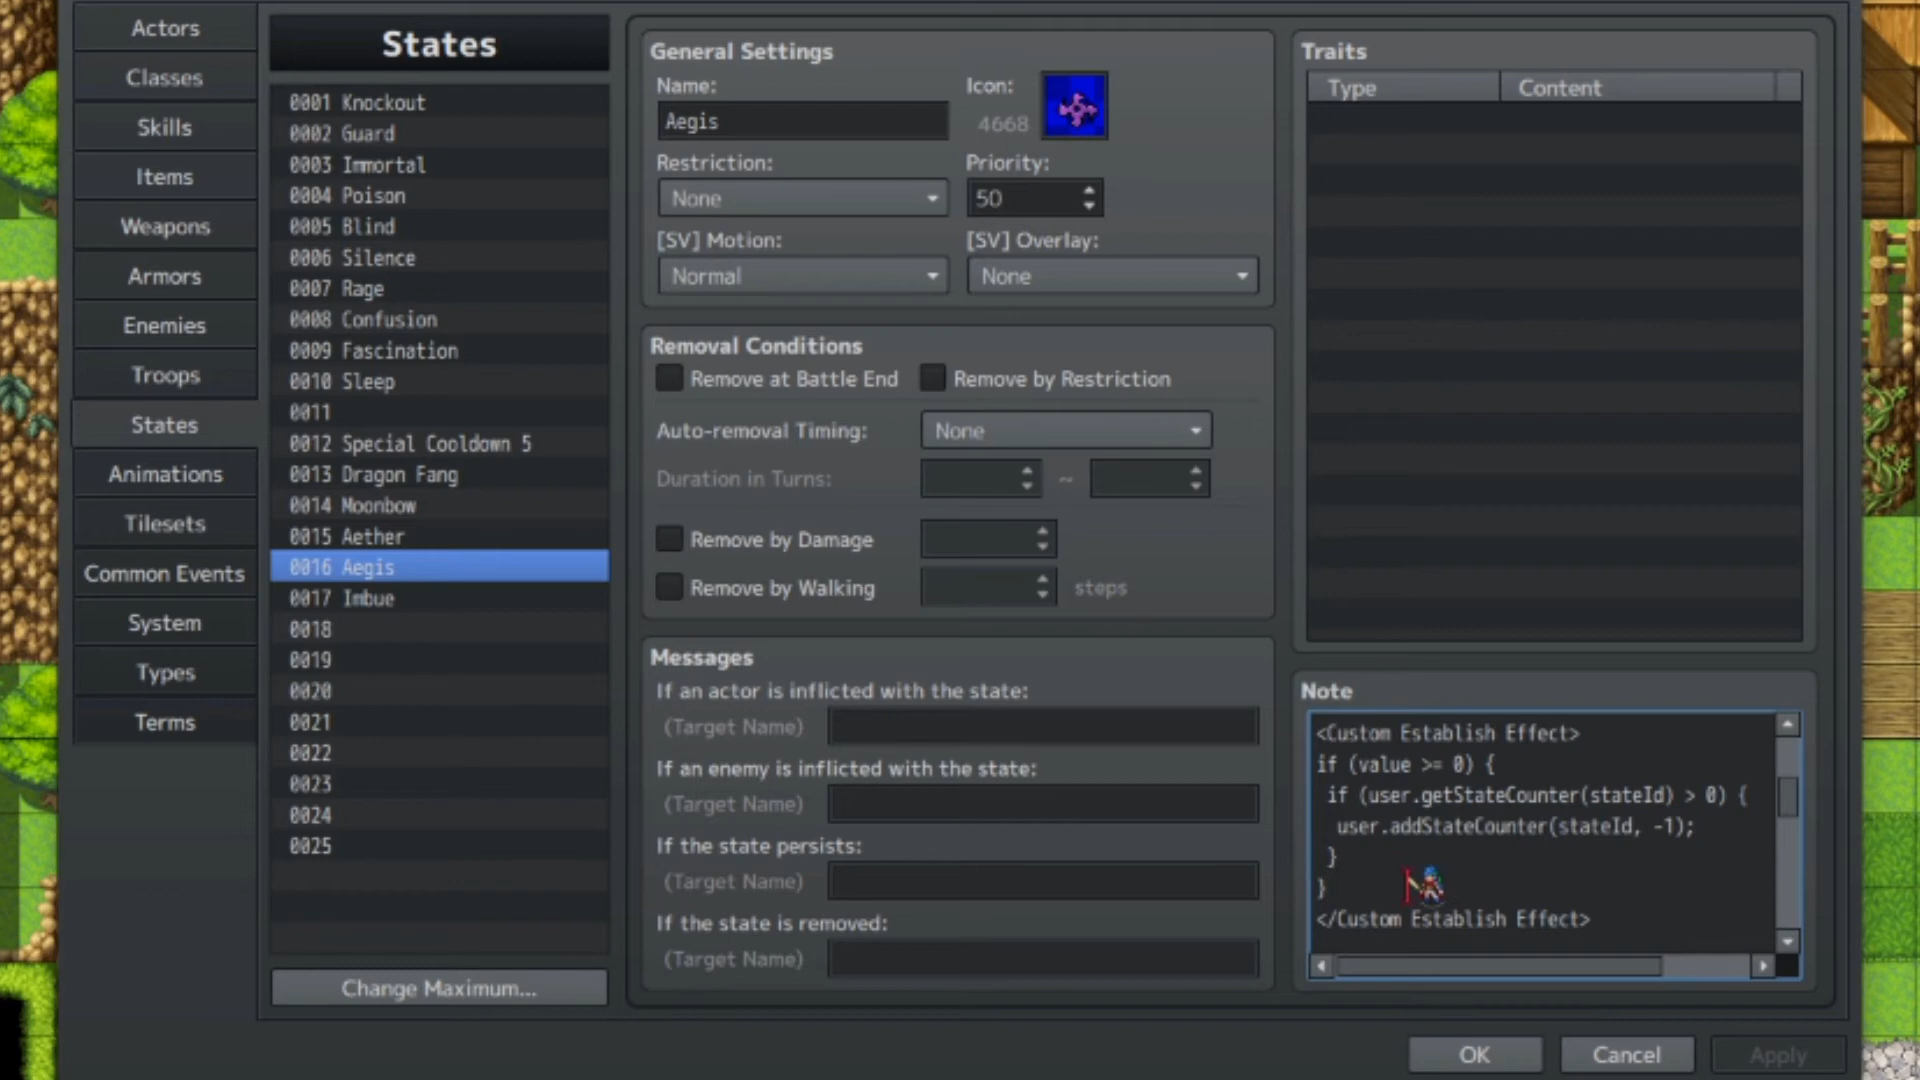 Actors
Classes
Skills
Items
Weapons
Armors
Enemies
Troops
States
Animations
Tilesets
Common Events
System
Types
Terms
States
0001 Knockout
0002 Guard
0003 Immortal
0004 Poison
0005 Blind
0006 Silence
0007 Rage
0008 Confusion
0009 Fascination
0010 Sleep
0011
0012 Special Cooldown 5
0013 Dragon Fang
0014 Moonbow
0015 Aether
0016 Aegis
0017 Imbue
0018
0019
0020
0021
0022
0023
0024
0025
Change Maximum...
General Settings
Name:
Icon:
Aegis
4668
Restriction:
Priority:
None
50
[SV] Motion:
[SV] Overlay:
Normal
None
Removal Conditions
Remove at Battle End
Remove by Restriction
Auto-removal Timing:
None
Duration in Turns:
~
Remove by Damage
Remove by Walking
steps
Messages
If an actor is inflicted with the state:
(Target Name)
If an enemy is inflicted with the state:
(Target Name)
If the state persists:
(Target Name)
If the state is removed:
(Target Name)
Traits
Type
Content
Note
<Custom Establish Effect>
if (value >= 0) {
if (user.getStateCounter(stateId) > 0) {
user.addStateCounter(stateId, -1);
}
}
</Custom Establish Effect>
OK
Cancel
Apply